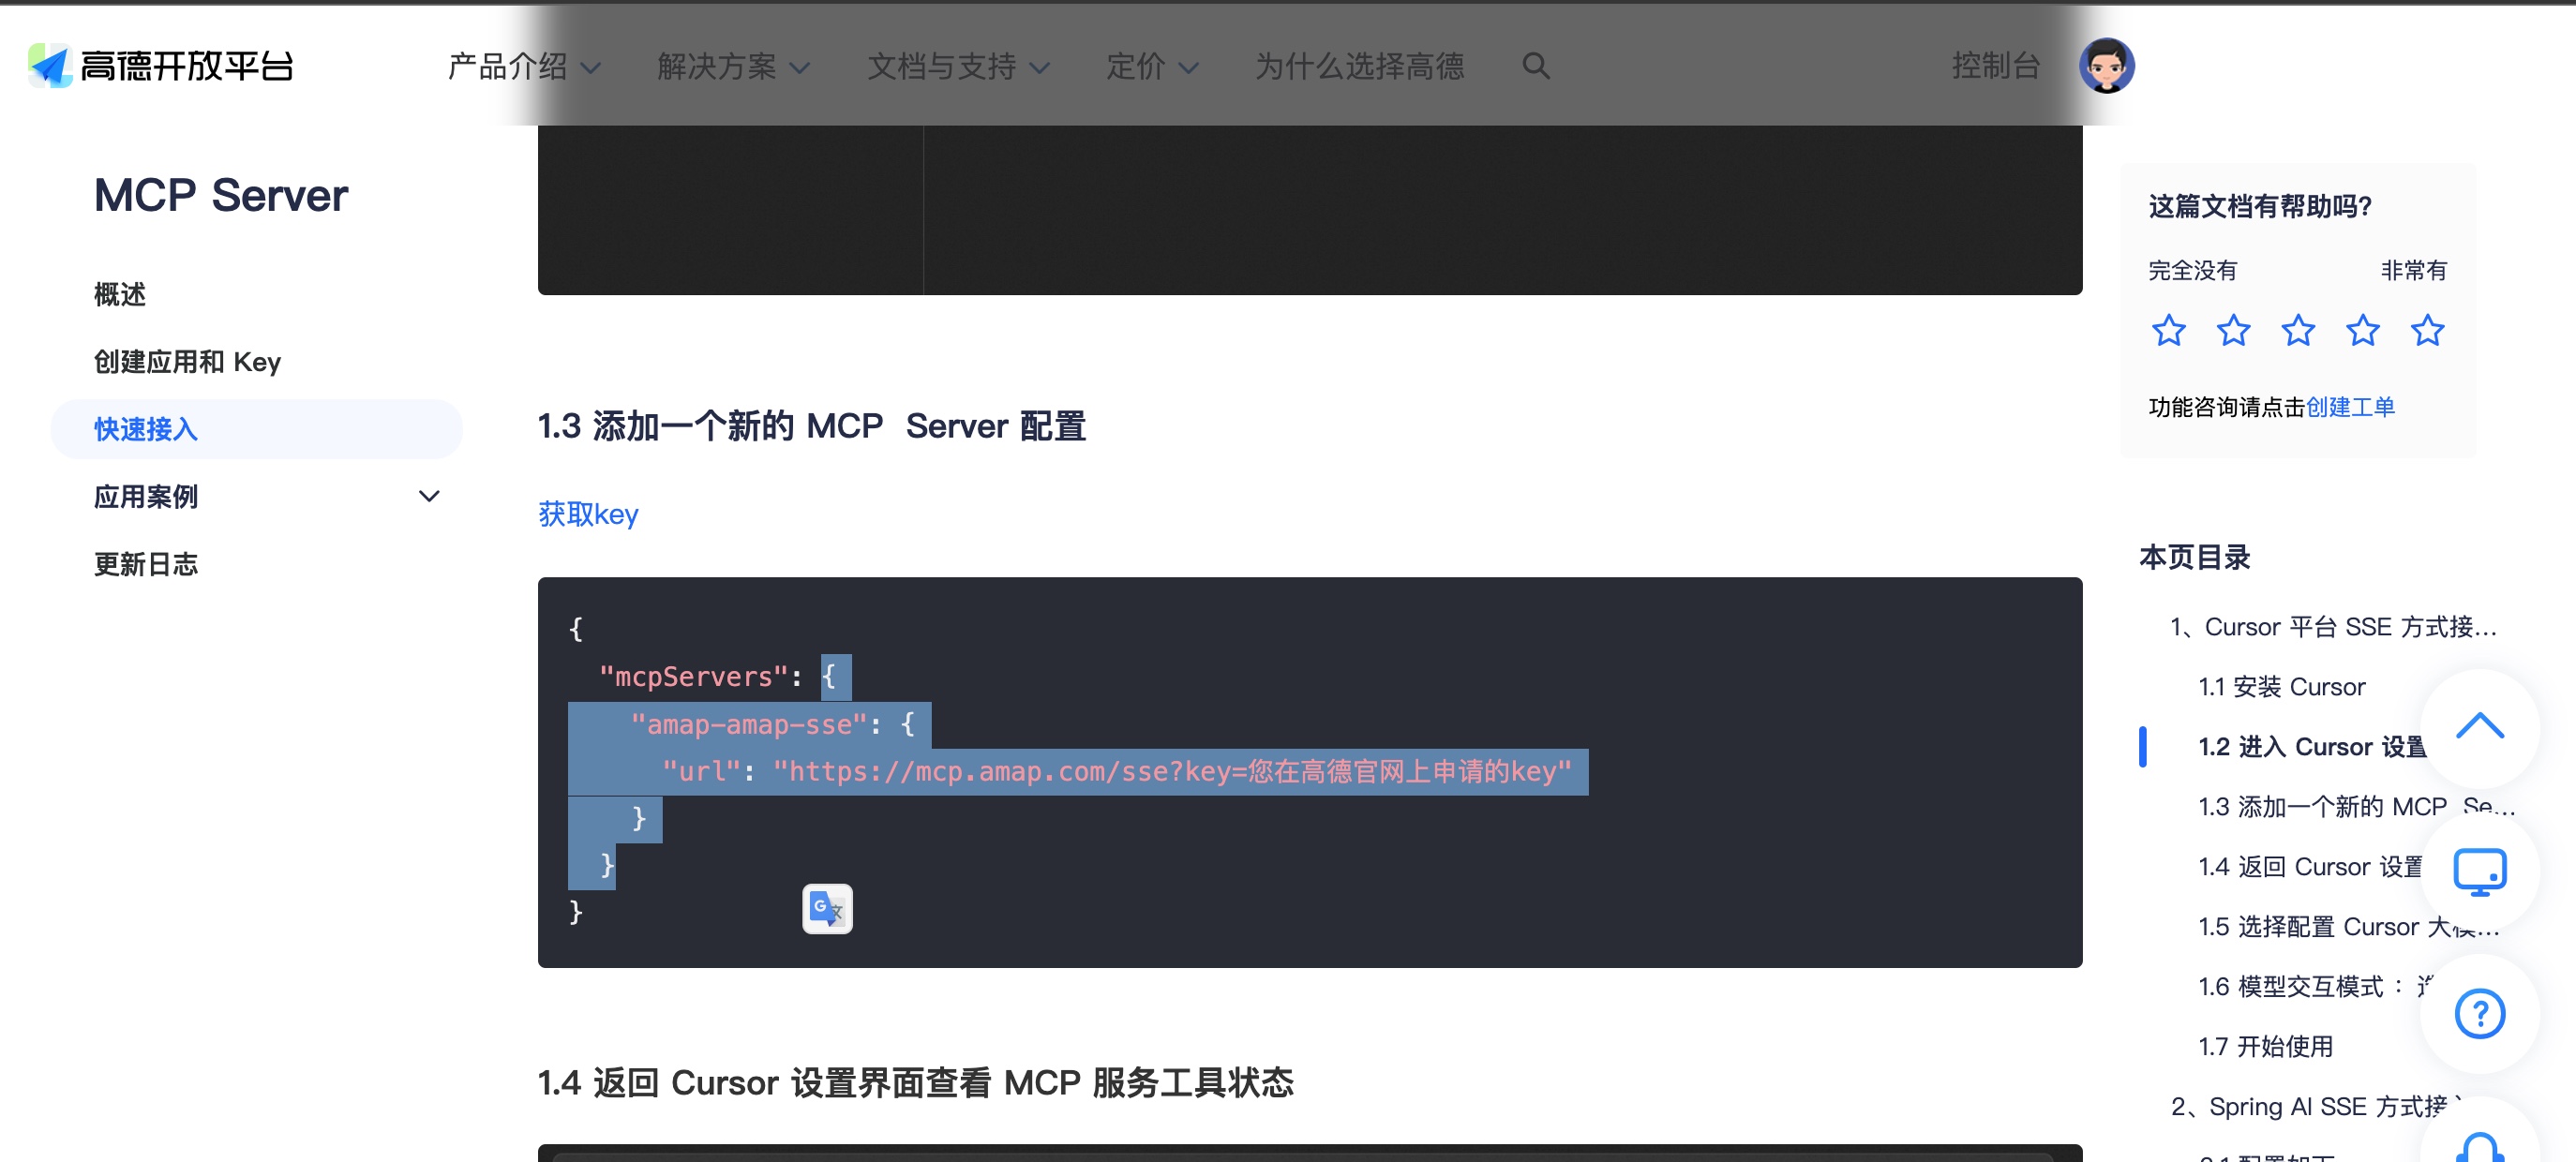 高德开放平台
产品介绍
解决方案
文档与支持
定价
为什么选择高德
控制台
MCP Server
概述
创建应用和 Key
快速接入
应用案例
更新日志
1.3 添加一个新的 MCP  Server 配置
获取key
{
  "mcpServers": {
    "amap-amap-sse": {
      "url": "https://mcp.amap.com/sse?key=您在高德官网上申请的key"
    }
  }
}
1.4 返回 Cursor 设置界面查看 MCP 服务工具状态
这篇文档有帮助吗?
完全没有
非常有
功能咨询请点击创建工单
本页目录
1、Cursor 平台 SSE 方式接...
1.1 安装 Cursor
1.2 进入 Cursor 设置
1.3 添加一个新的 MCP  Se...
1.4 返回 Cursor 设置
1.5 选择配置 Cursor 大模...
1.6 模型交互模式：
1.7 开始使用
2、Spring AI SSE 方式接